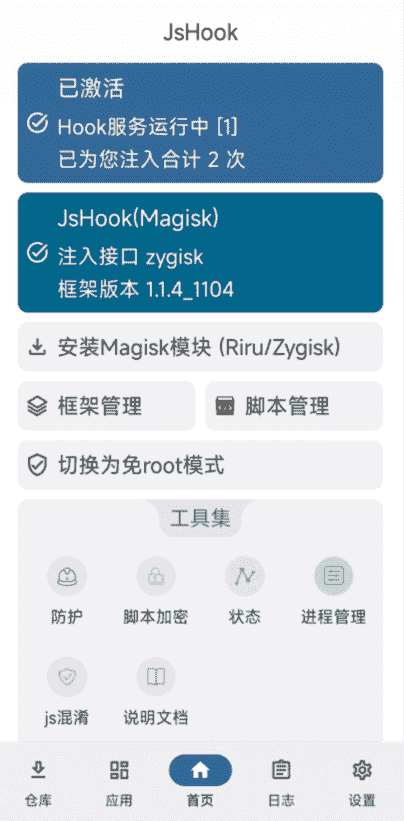 JsHook
已激活
Hook服务运行中 [1]
已为您注入合计 2 次
JsHook(Magisk)
注入接口 zygisk
框架版本 1.1.4_1104
安装Magisk模块 (Riru/Zygisk)
框架管理
脚本管理
切换为免root模式
工具集
防护
脚本加密
状态
进程管理
js混淆
说明文档
仓库
应用
首页
日志
设置